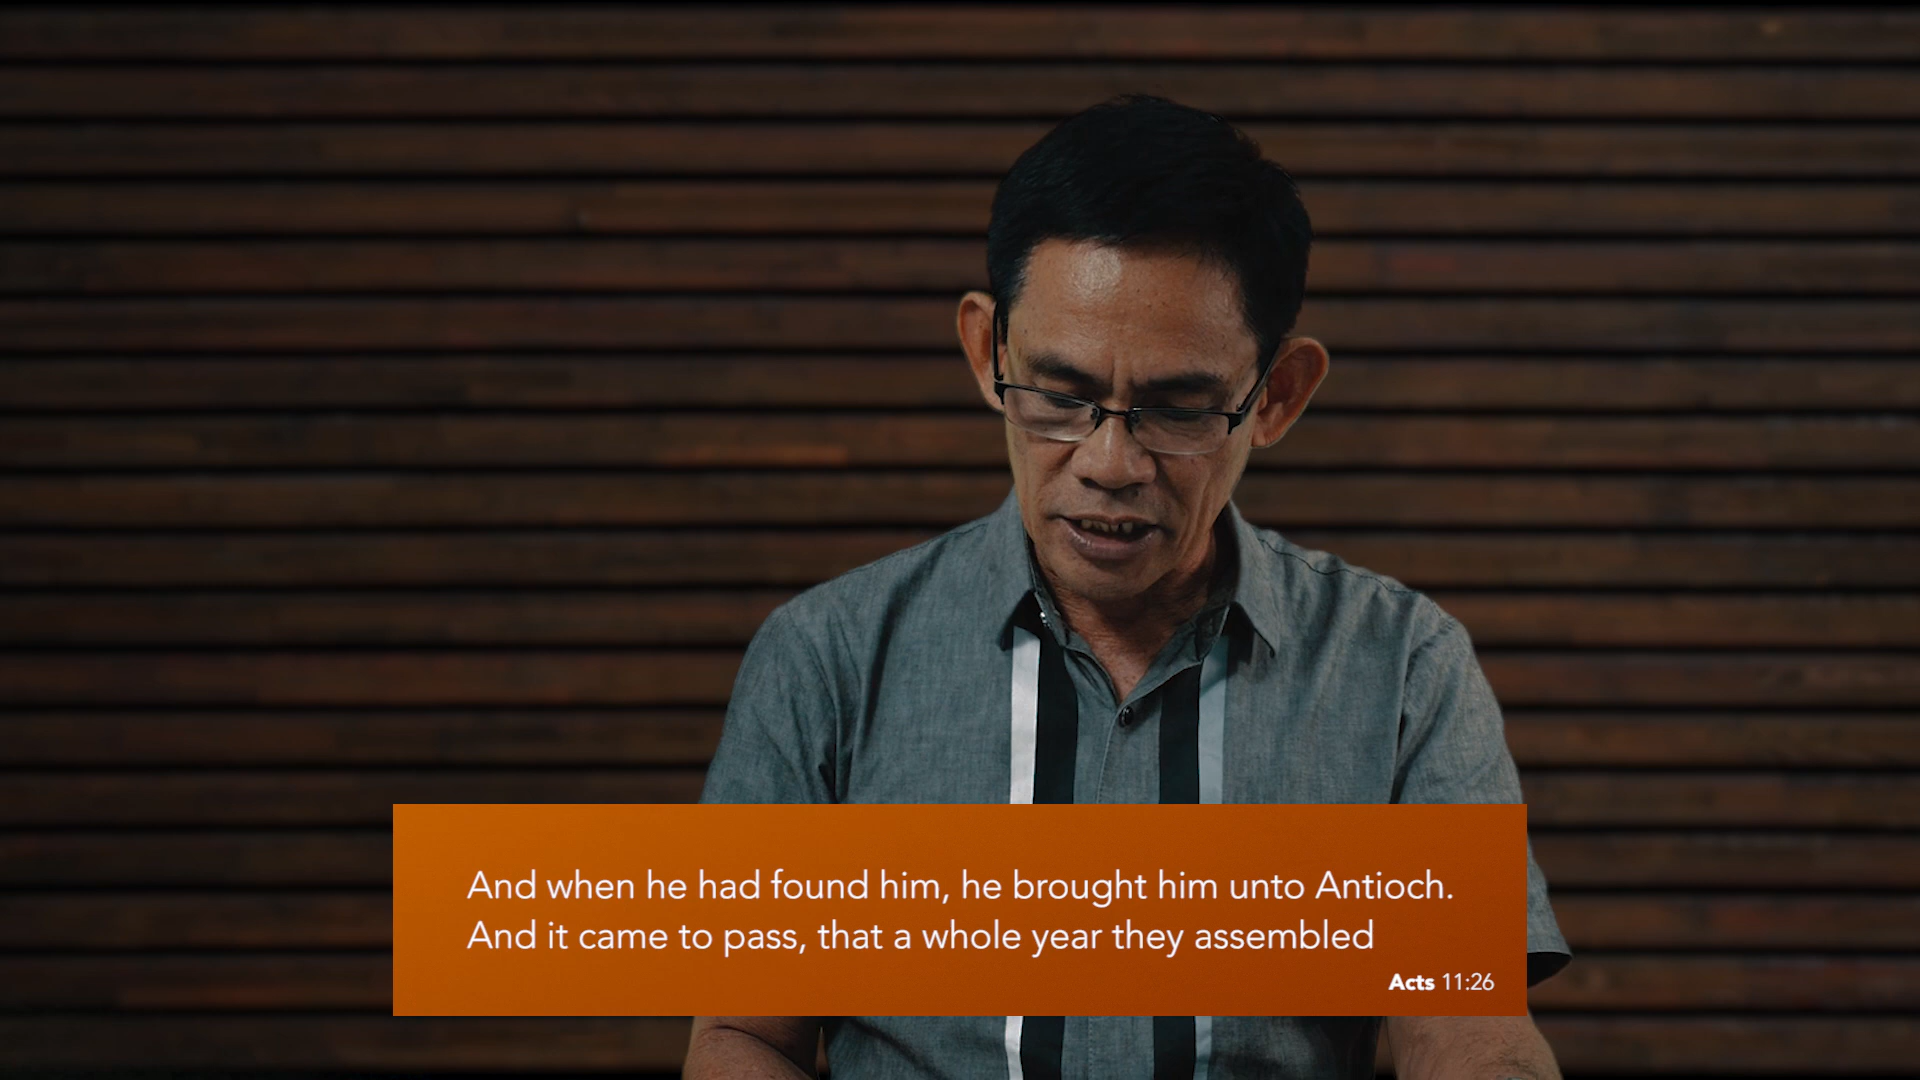 And when he had found him, he brought him unto Antioch.
And it came to pass, that a whole year they assembled
Acts 11:26